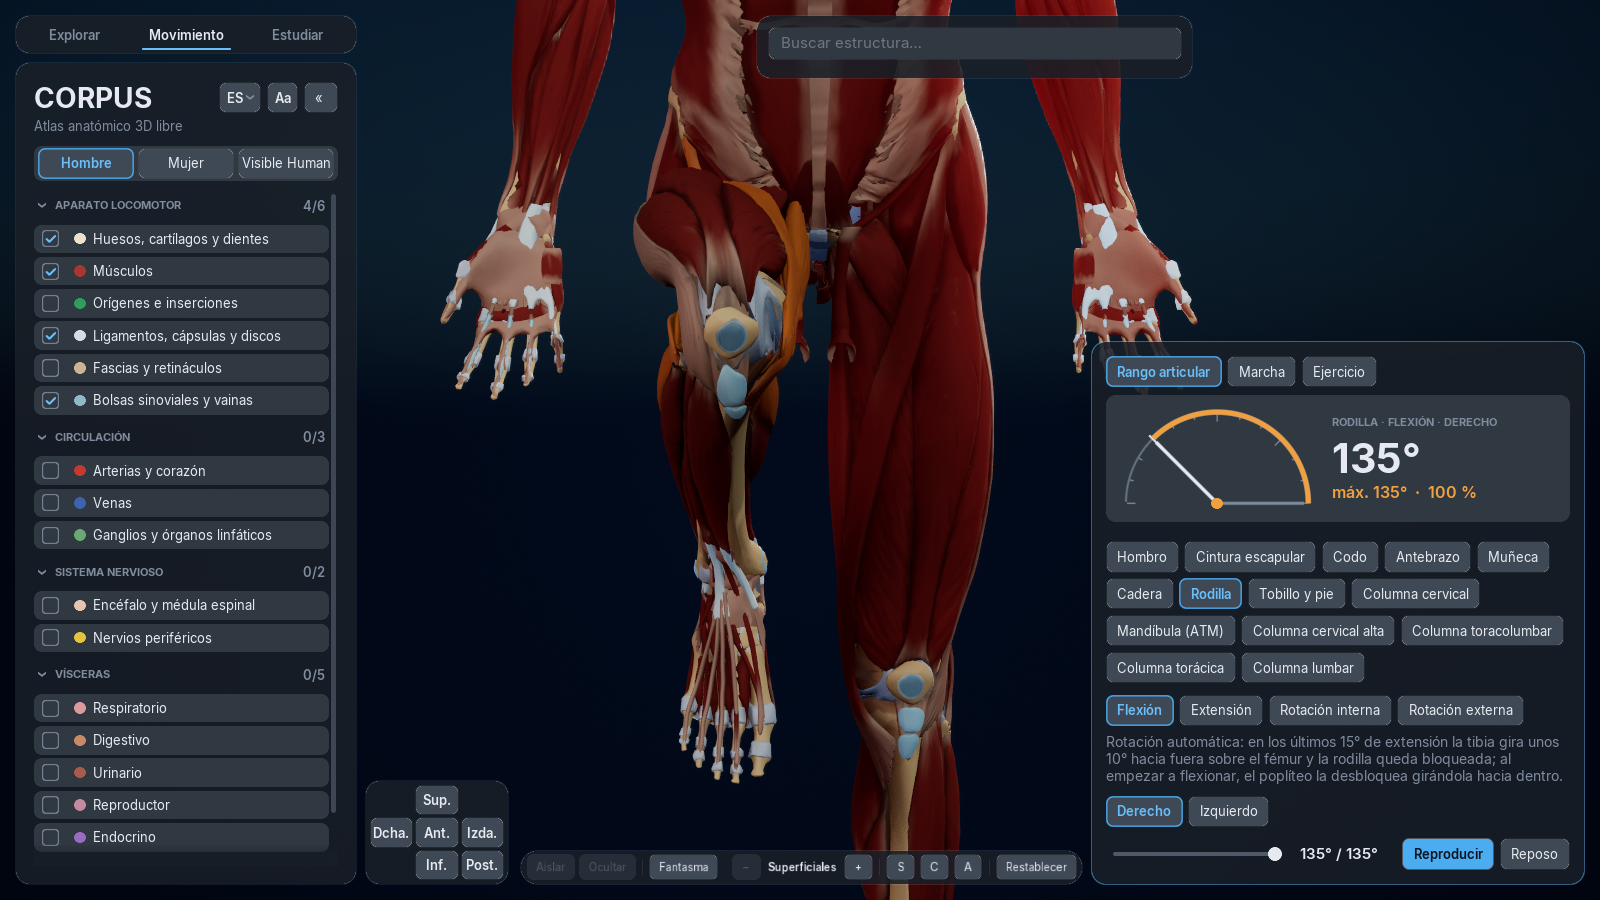 Explorar Movimiento Estudiar
Buscar estructura...
CORPUS
ES Aa «
Atlas anatómico 3D libre
Hombre Mujer Visible Human
APARATO LOCOMOTOR 4/6
Huesos, cartílagos y dientes
Músculos
Orígenes e inserciones
Ligamentos, cápsulas y discos
Fascias y retináculos
Bolsas sinoviales y vainas
CIRCULACIÓN 0/3
Arterias y corazón
Venas
Ganglios y órganos linfáticos
SISTEMA NERVIOSO 0/2
Encéfalo y médula espinal
Nervios periféricos
VÍSCERAS 0/5
Respiratorio
Digestivo
Urinario
Reproductor
Endocrino
Sup.
Dcha. Ant. Izda.
Inf. Post.
Aislar Ocultar Fantasma − Superficiales + S C A Restablecer
Rango articular Marcha Ejercicio
RODILLA · FLEXIÓN · DERECHO
135°
máx. 135° · 100 %
Hombro Cintura escapular Codo Antebrazo Muñeca
Cadera Rodilla Tobillo y pie Columna cervical
Mandíbula (ATM) Columna cervical alta Columna toracolumbar
Columna torácica Columna lumbar
Flexión Extensión Rotación interna Rotación externa
Rotación automática: en los últimos 15° de extensión la tibia gira unos
10° hacia fuera sobre el fémur y la rodilla queda bloqueada; al
empezar a flexionar, el poplíteo la desbloquea girándola hacia dentro.
Derecho Izquierdo
135° / 135° Reproducir Reposo